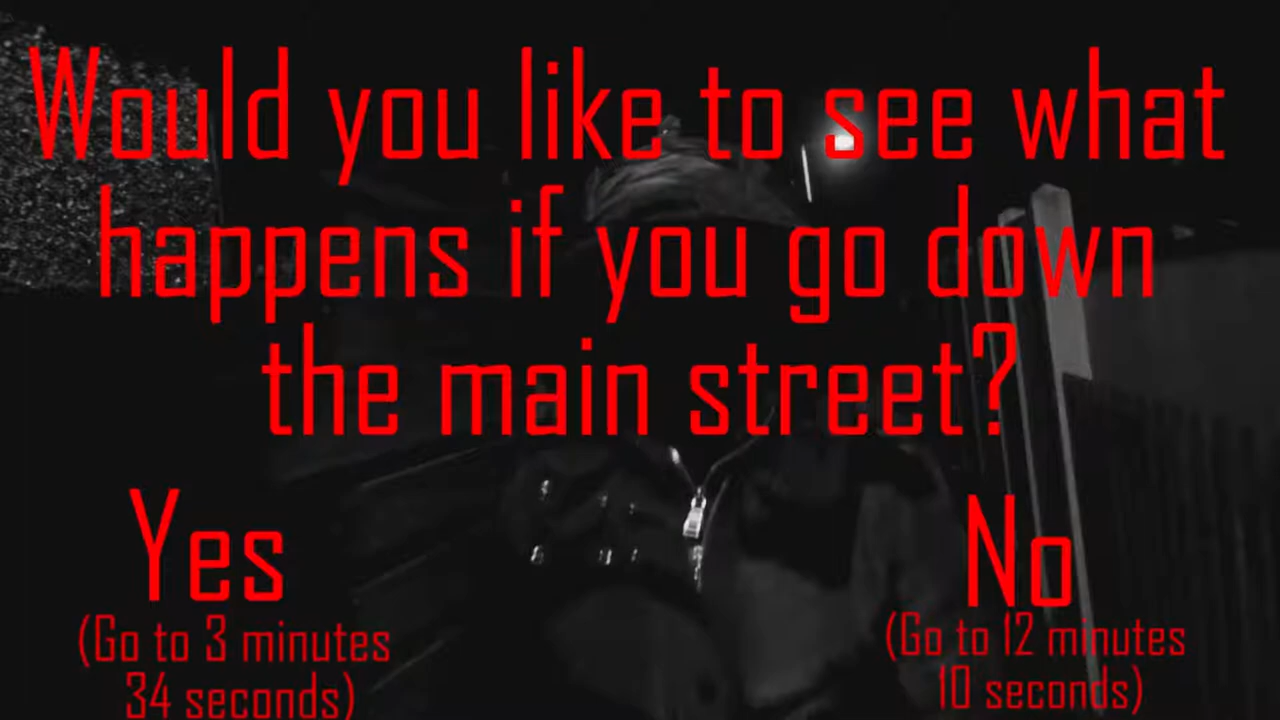 Would you like to see what
happens if you go down
the main street?
Yes
(Go to 3 minutes
34 seconds)
No
(Go to 12 minutes
10 seconds)